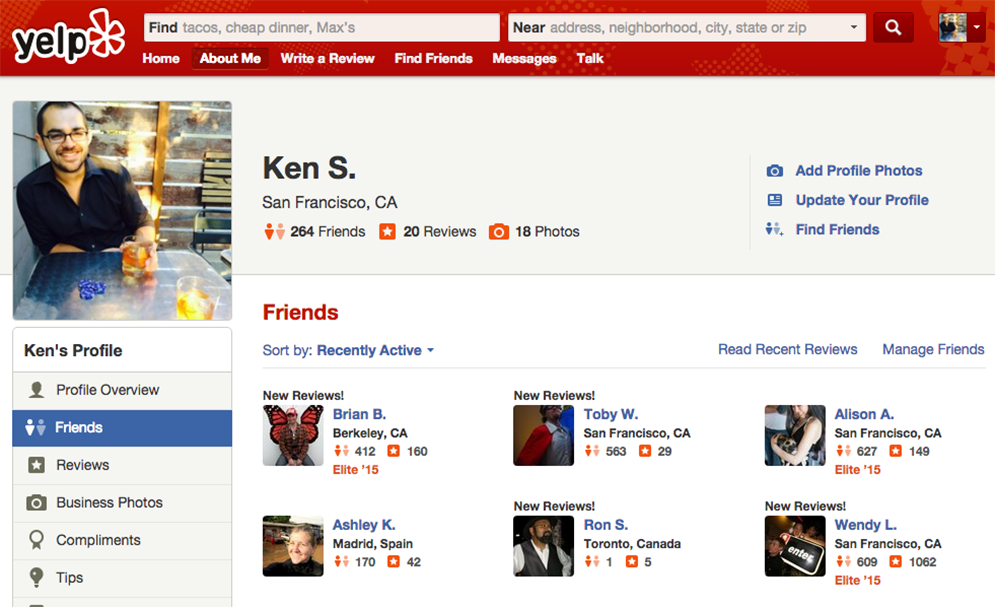 yelp
Find tacos, cheap dinner, Max's
Near address, neighborhood, city, state or zip
Home About Me Write a Review Find Friends Messages Talk
Ken S.
San Francisco, CA
264 Friends 20 Reviews 18 Photos
Add Profile Photos
Update Your Profile
Find Friends
Ken's Profile
Profile Overview
Friends
Reviews
Business Photos
Compliments
Tips
Friends
Sort by: Recently Active
Read Recent Reviews Manage Friends
New Reviews!
Brian B.
Berkeley, CA
412 160
Elite '15
New Reviews!
Toby W.
San Francisco, CA
563 29
Alison A.
San Francisco, CA
627 149
Elite '15
Ashley K.
Madrid, Spain
170 42
New Reviews!
Ron S.
Toronto, Canada
1 5
New Reviews!
enter
Wendy L.
San Francisco, CA
609 1062
Elite '15